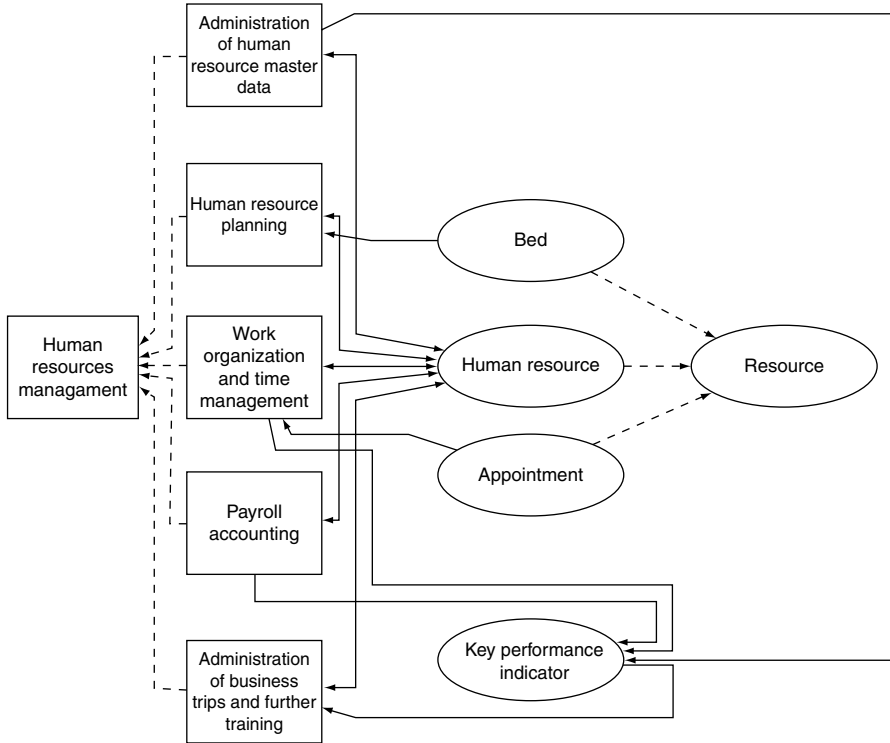 Administration
of human
resource master
data
Human resource
planning
Bed
Human
resources
managament
Work
organization
and time
management
Human resource
Resource
Appointment
Payroll
accounting
Key performance
indicator
Administration
of business
trips and further
training